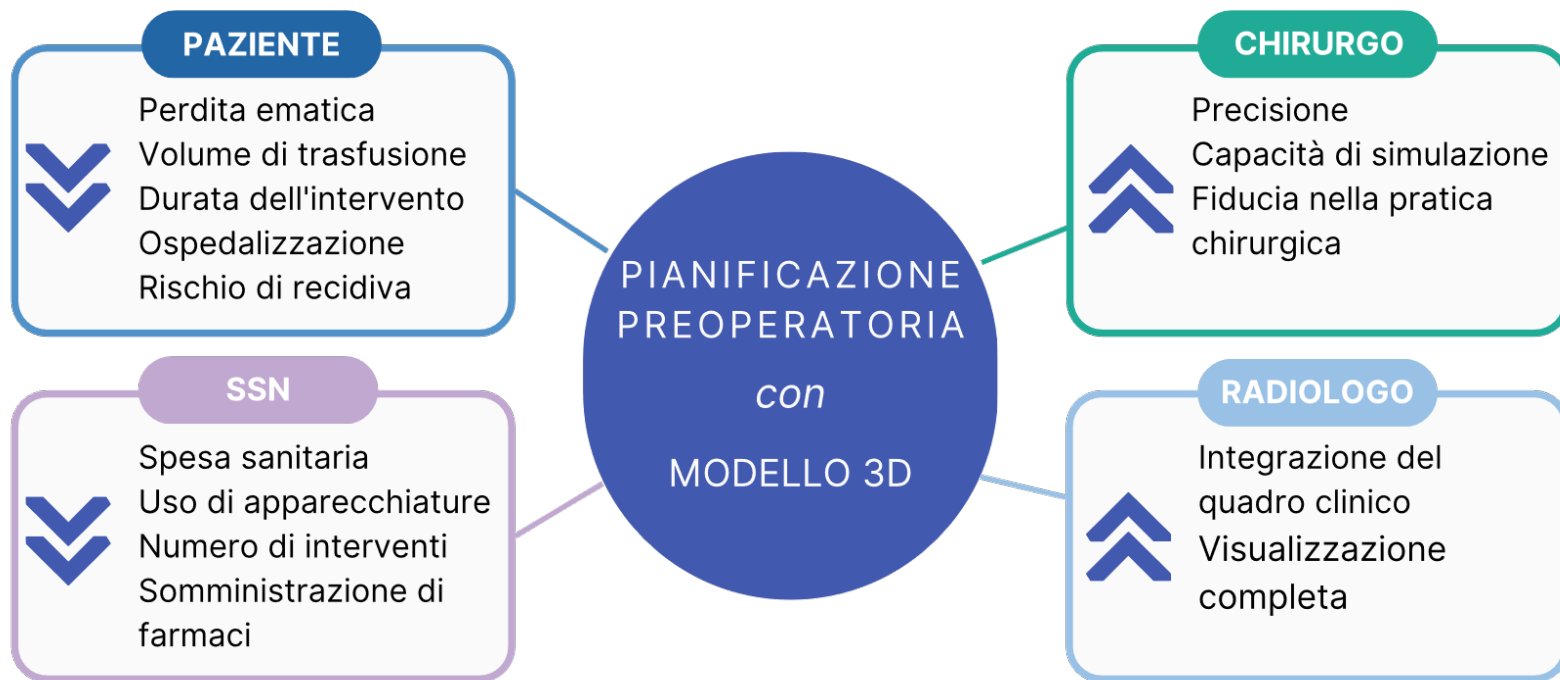 PAZIENTE
Perdita ematica
Volume di trasfusione
Durata dell'intervento
Ospedalizzazione
Rischio di recidiva
SSN
Spesa sanitaria
Uso di apparecchiature
Numero di interventi
Somministrazione di
farmaci
PIANIFICAZIONE
PREOPERATORIA
con
MODELLO 3D
CHIRURGO
Precisione
Capacità di simulazione
Fiducia nella pratica
chirurgica
RADIOLOGO
Integrazione del
quadro clinico
Visualizzazione
completa